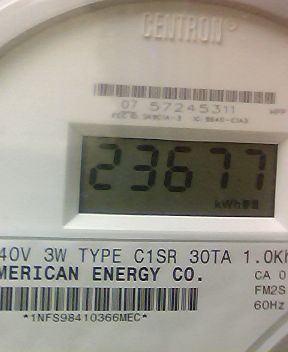 CENTRON®
07 57245311
23677
kWh
40V 3W TYPE C1SR 30TA 1.0Kh
MERICAN ENERGY CO.
CA 0
FM2S
60Hz
*1NFS98410366MEC*